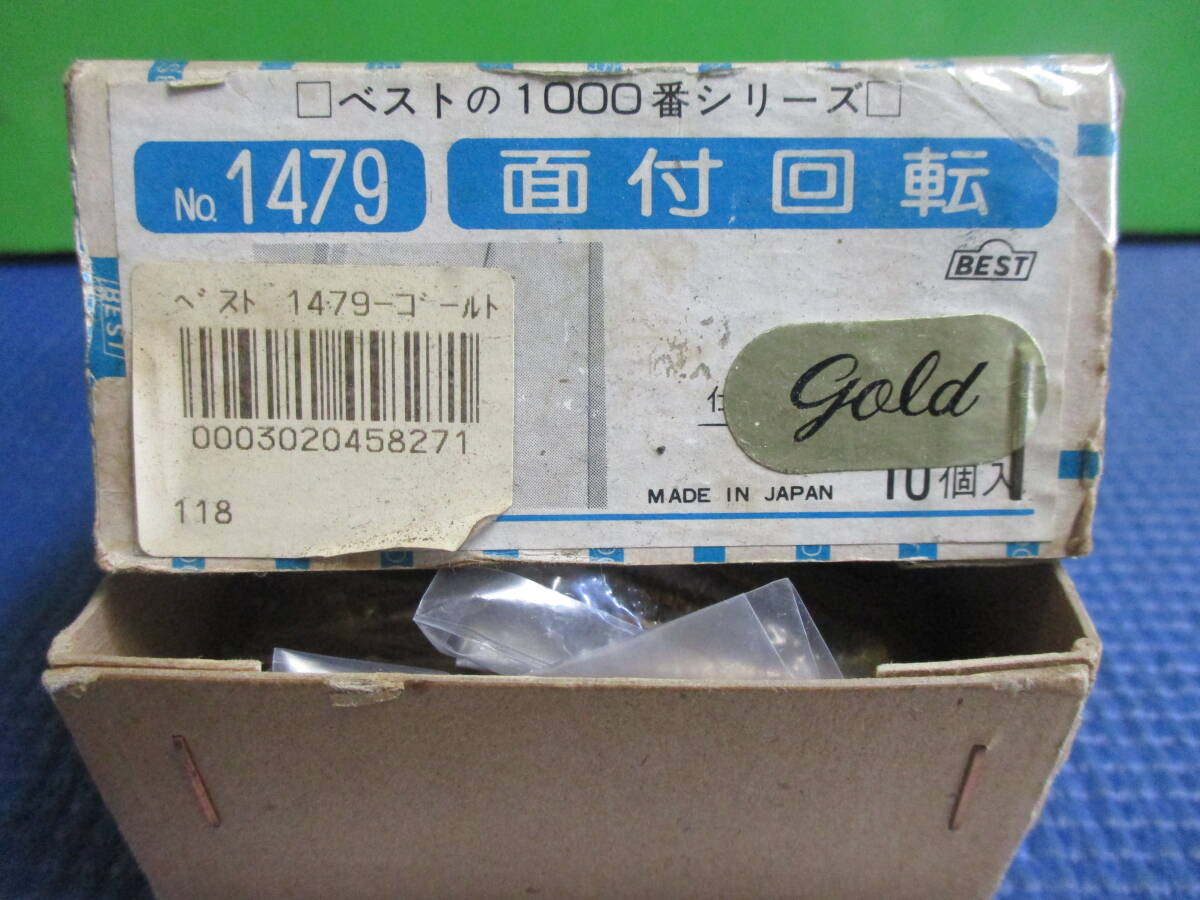 □ベストの1000番シリーズ□
No.1479 面付回転
BEST
BEST
ベスト 1479-ゴールト
0003020458271
118
gold
仕
MADE IN JAPAN 10個入